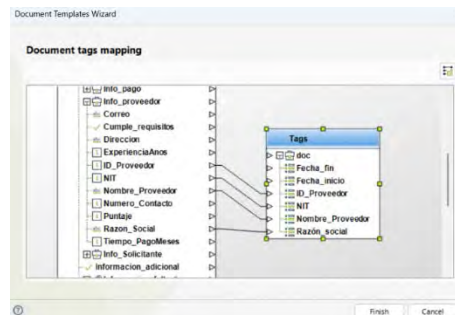 Document Templates Wizard
Document tags mapping
Info_pago
Info_proveedor
Correo
Cumple_requisitos
Direccion
ExperienciaAnos
ID_Proveedor
NIT
Nombre_Proveedor
Numero_Contacto
Puntaje
Razon_Social
Tiempo_PagoMeses
Info_Solicitante
Informacion_adicional
Tags
doc
Fecha_fin
Fecha_inicio
ID_Proveedor
NIT
Nombre_Proveedor
Razón_social
Finish
Cancel